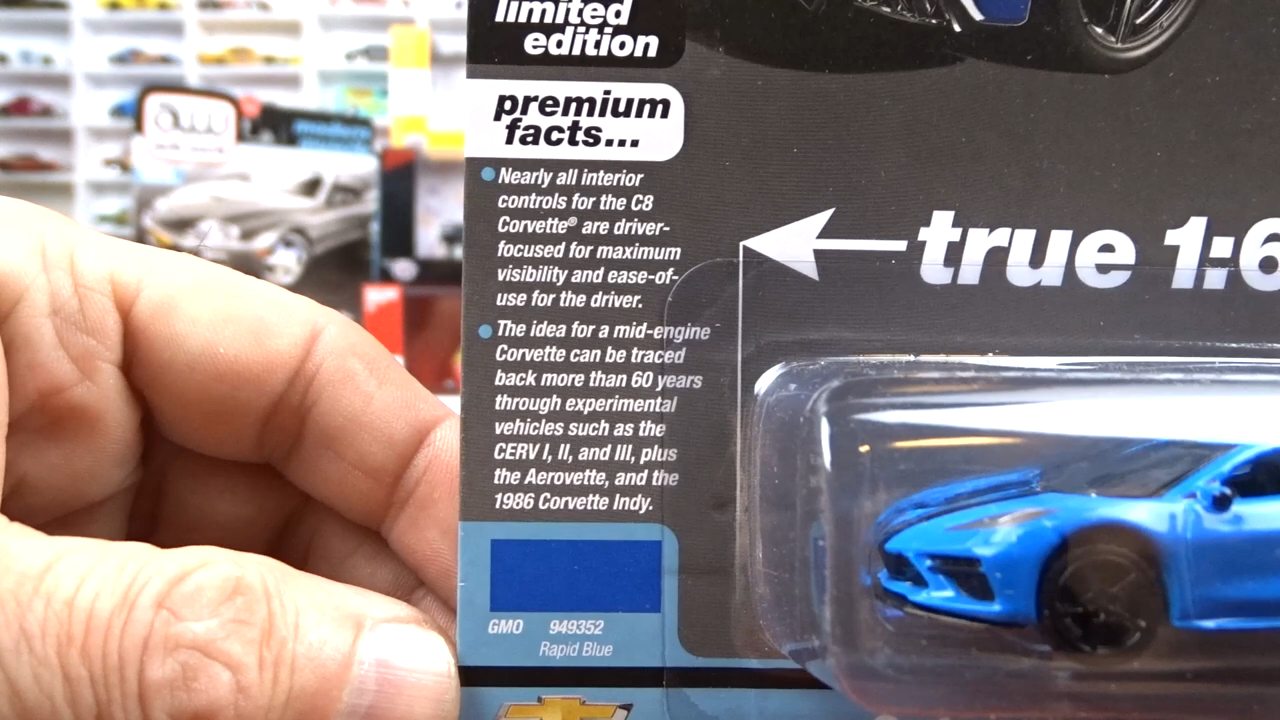 limited
edition
premium
facts...
Nearly all interior
controls for the C8
Corvette® are driver-
focused for maximum
visibility and ease-of-
use for the driver.
The idea for a mid-engine
Corvette can be traced
back more than 60 years
through experimental
vehicles such as the
CERV I, II, and III, plus
the Aerovette, and the
1986 Corvette Indy.
GMO 949352
Rapid Blue
true 1:6
aw
modern